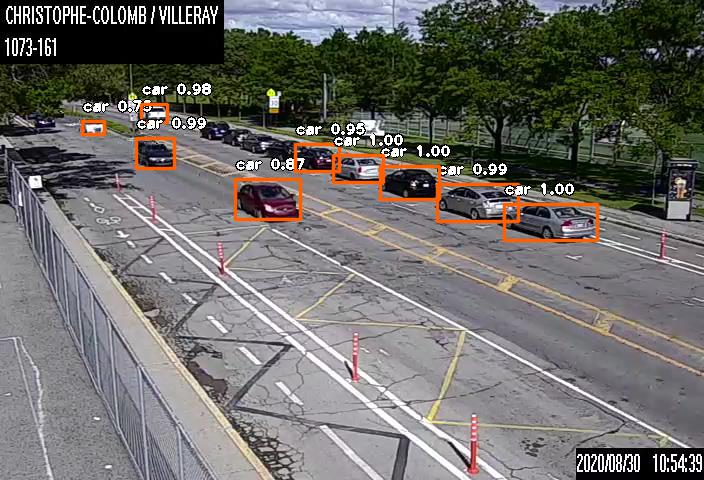 CHRISTOPHE-COLOMB / VILLERAY
1073-161
car 0.98
car 0.73
car 0.99
car 0.95
car 1.00
car 1.00
car 0.87
car 0.99
car 1.00
2020/08/30 10:54:39